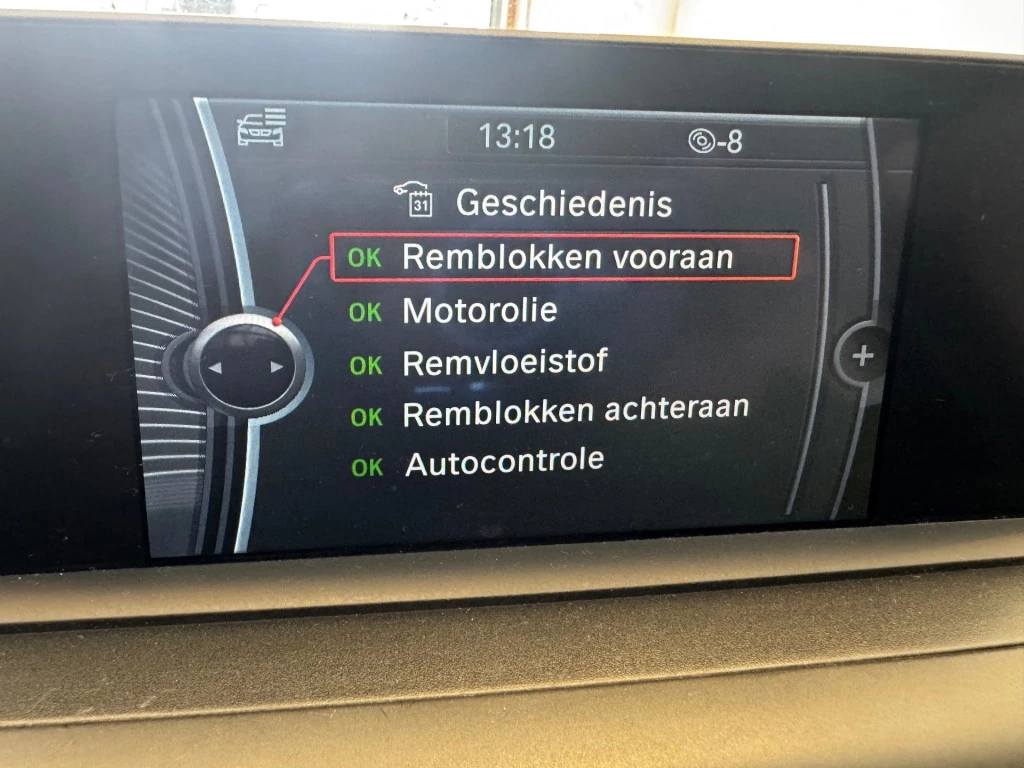 13:18 -8
31 Geschiedenis
OK Remblokken vooraan
OK Motorolie
OK Remvloeistof
OK Remblokken achteraan
OK Autocontrole
+